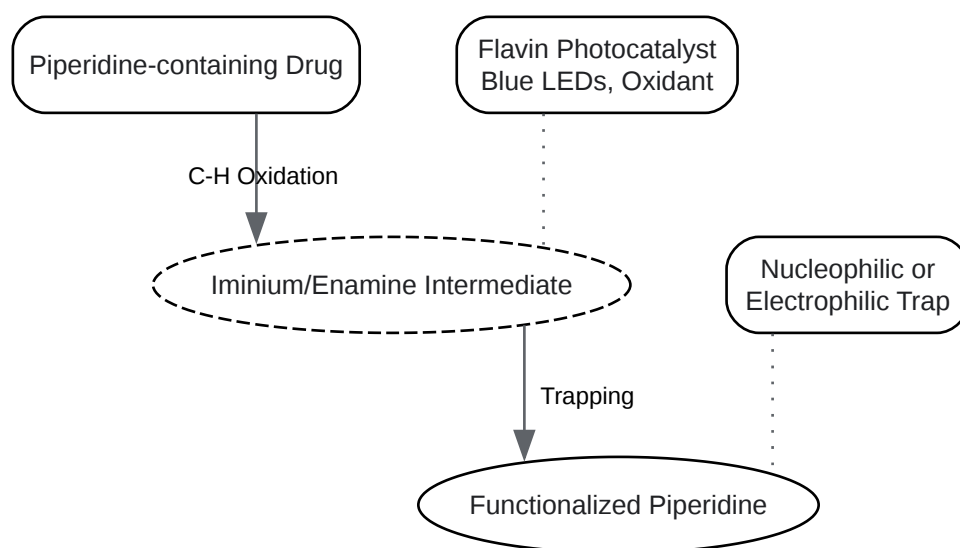 Piperidine-containing Drug
Flavin Photocatalyst
Blue LEDs, Oxidant
C-H Oxidation
Iminium/Enamine Intermediate
Nucleophilic or
Electrophilic Trap
Trapping
Functionalized Piperidine